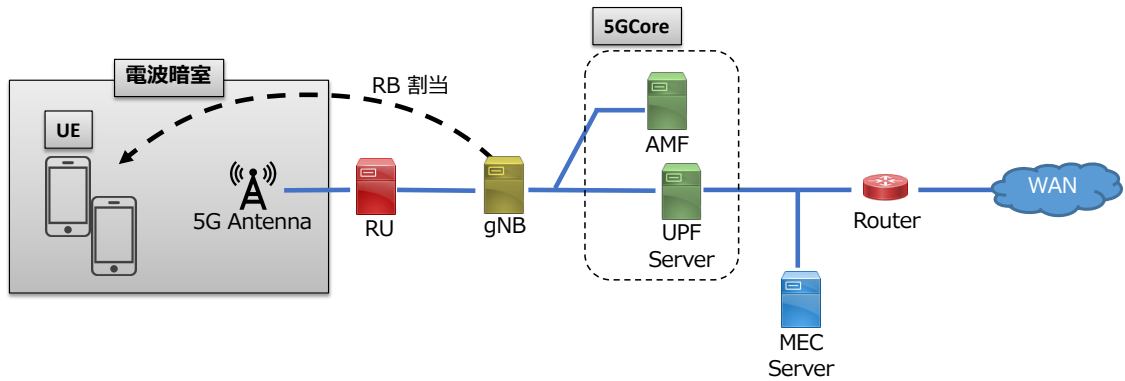 5GCore
電波暗室
RB 割当
UE
AMF
WAN
5G Antenna
RU
gNB
UPF
Server
Router
MEC
Server